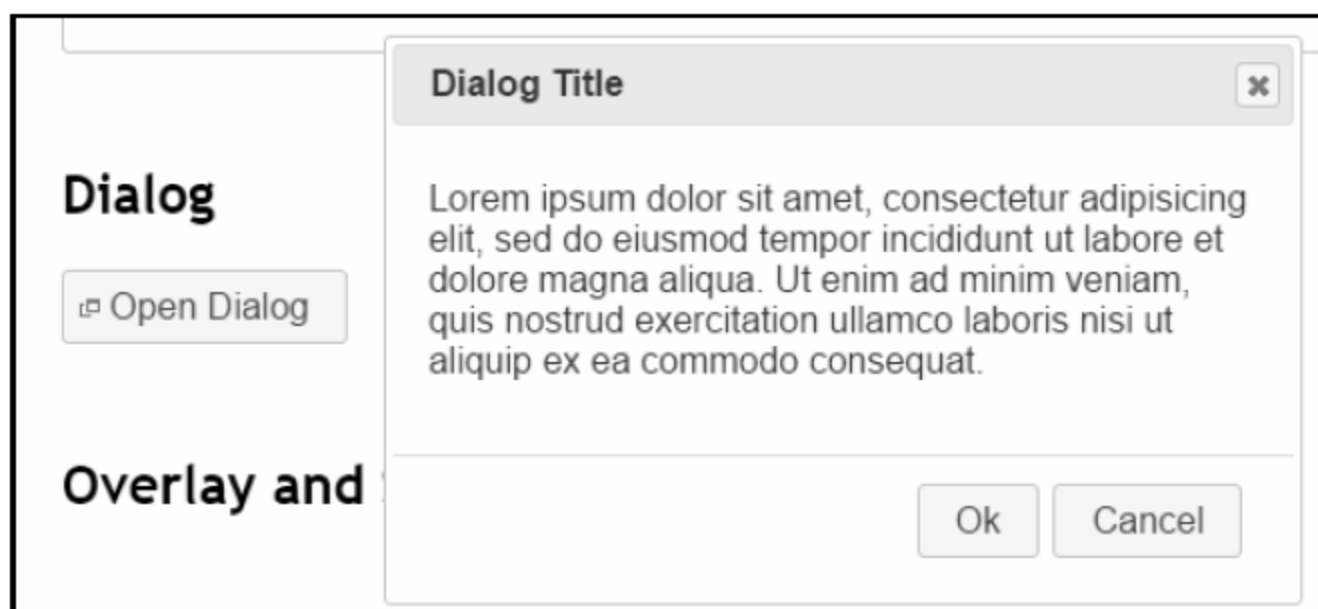 Dialog Title
Lorem ipsum dolor sit amet, consectetur adipisicing
elit, sed do eiusmod tempor incididunt ut labore et
dolore magna aliqua. Ut enim ad minim veniam,
quis nostrud exercitation ullamco laboris nisi ut
aliquip ex ea commodo consequat.
Ok Cancel
Dialog
Open Dialog
Overlay and